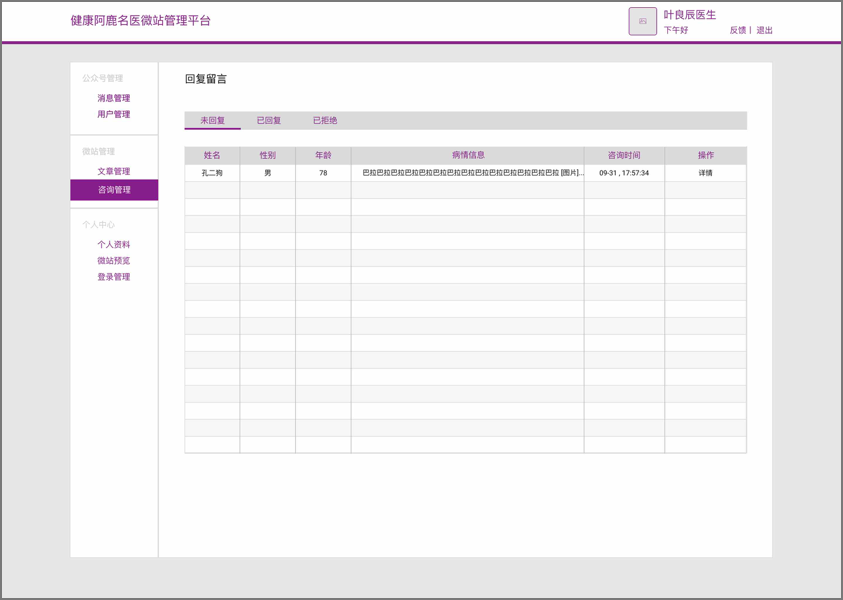 健康阿鹿名医微站管理平台
叶良辰医生
下午好
反馈 | 退出
公众号管理
消息管理
用户管理
微站管理
文章管理
咨询管理
个人中心
个人资料
微站预览
登录管理
回复留言
未回复 已回复 已拒绝
姓名 性别 年龄 病情信息 咨询时间 操作
孔二狗 男 78 巴拉巴拉巴拉巴拉巴拉巴拉巴拉巴拉巴拉巴拉巴拉巴拉巴拉巴拉 [图片]... 09-31 , 17:57:34 详情